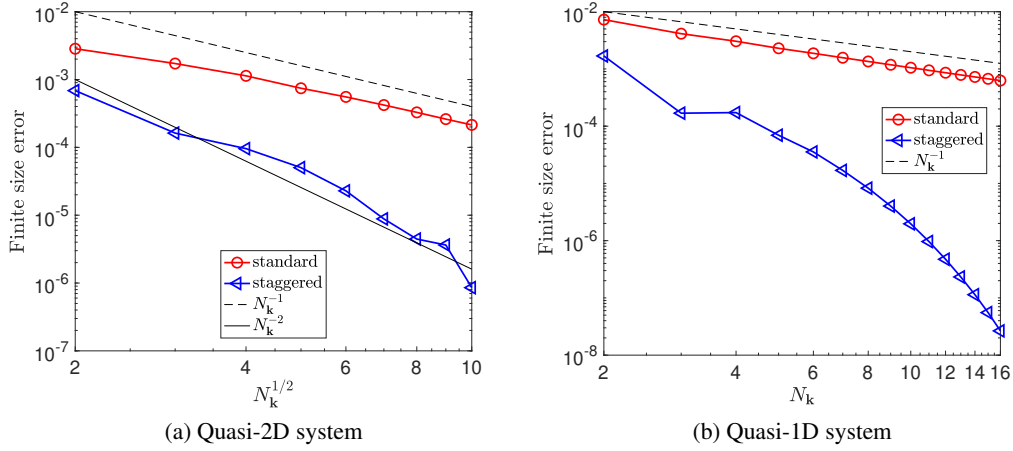 10^{-2}
10^{-3}
10^{-4}
10^{-5}
10^{-6}
10^{-7}
Finite size error
standard
staggered
N_k^{-1}
N_k^{-2}
2 4 6 8 10
N_k^{1/2}
(a) Quasi-2D system
10^{-2}
10^{-4}
10^{-6}
10^{-8}
Finite size error
standard
staggered
N_k^{-1}
2 4 6 8 10 12 14 16
N_k
(b) Quasi-1D system